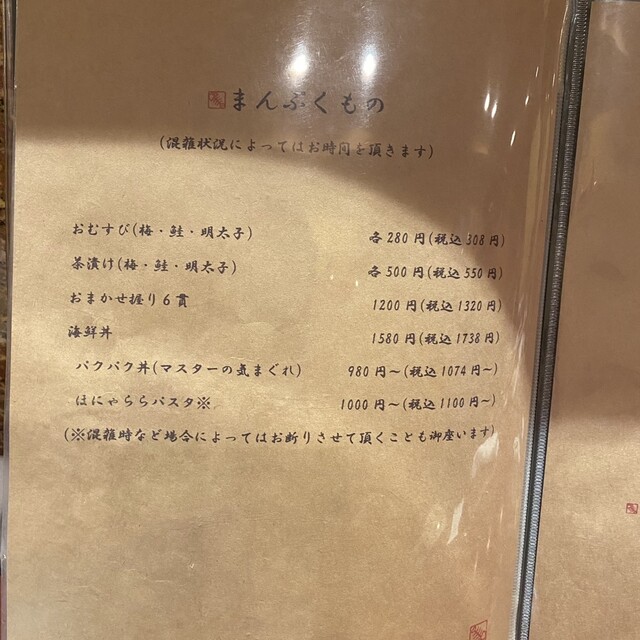 まんぷくもの
(混雑状況によってはお時間を頂きます)
おむすび(梅・鮭・明太子) 各280円(税込308円)
茶漬け(梅・鮭・明太子) 各500円(税込550円)
おまかせ握り6貫 1200円(税込1320円)
海鮮丼 1580円(税込1738円)
パクパク丼(マスターの気まぐれ) 980円~(税込1074円~)
ほにゃららパスタ※ 1000円~(税込1100円~)
(※混雑時など場合によってはお断りさせて頂くことも御座います)